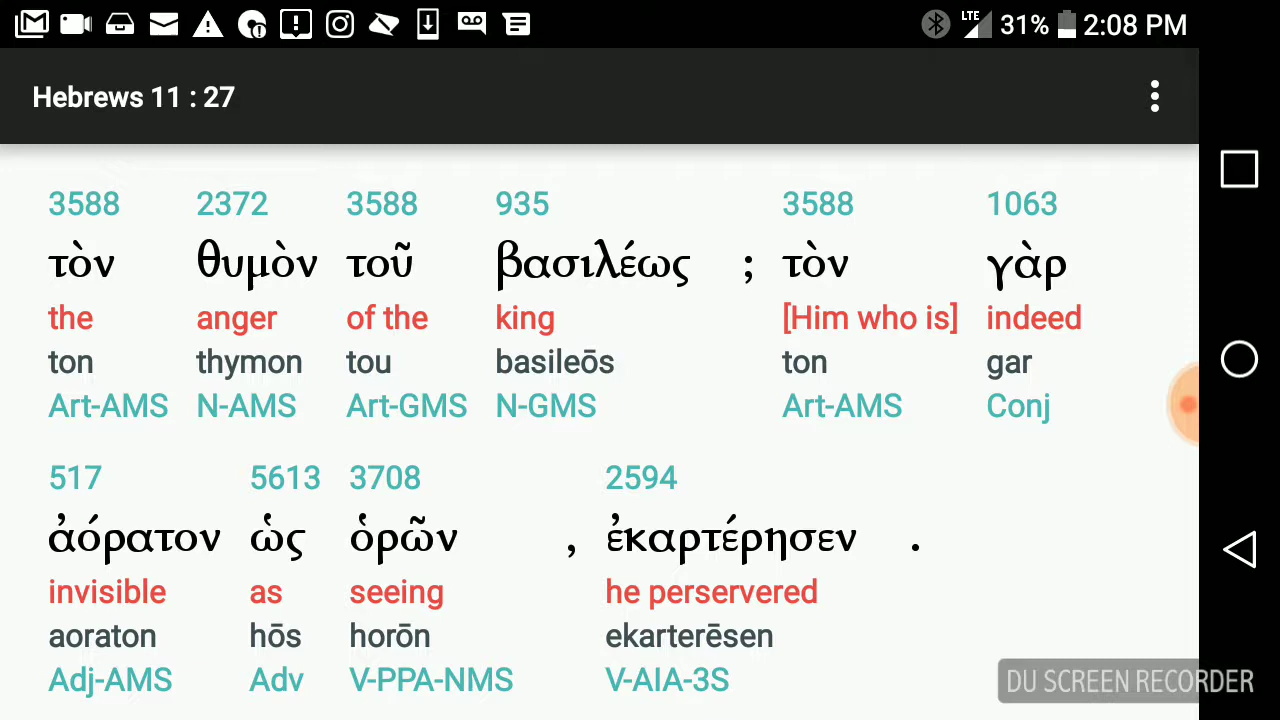 LTE 31% 2:08 PM
Hebrews 11 : 27
3588 2372 3588 935 3588 1063
τὸν θυμὸν τοῦ βασιλέως ; τὸν γὰρ
the anger of the king [Him who is] indeed
ton thymon tou basileōs ton gar
Art-AMS N-AMS Art-GMS N-GMS Art-AMS Conj
517 5613 3708 2594
ἀόρατον ὡς ὁρῶν , ἐκαρτέρησεν .
invisible as seeing he perservered
aoraton hōs horōn ekarterēsen
Adj-AMS Adv V-PPA-NMS V-AIA-3S
DU SCREEN RECORDER